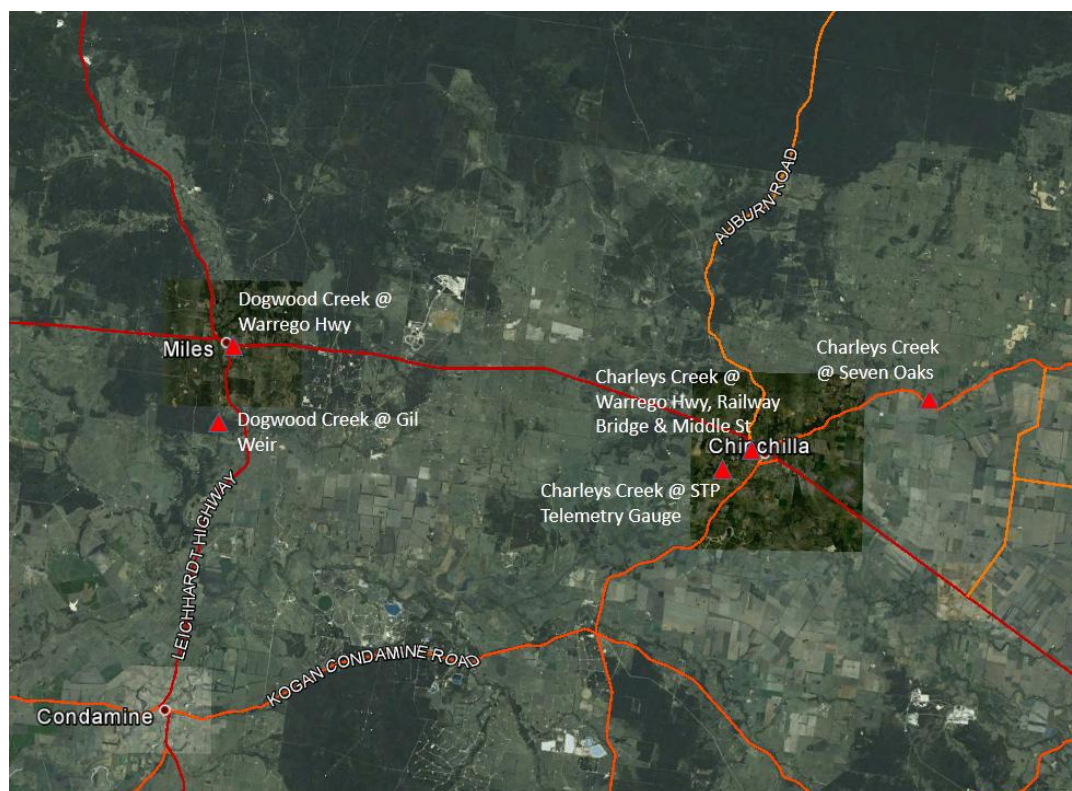 AUBURN ROAD
Dogwood Creek @
Warrego Hwy
Miles
Charleys Creek
@ Seven Oaks
Charleys Creek @
Warrego Hwy, Railway
Bridge & Middle St
Dogwood Creek @ Gil
Weir
Chinchilla
Charleys Creek @ STP
Telemetry Gauge
LEICHHARDT HIGHWAY
KOGAN CONDAMINE ROAD
Condamine